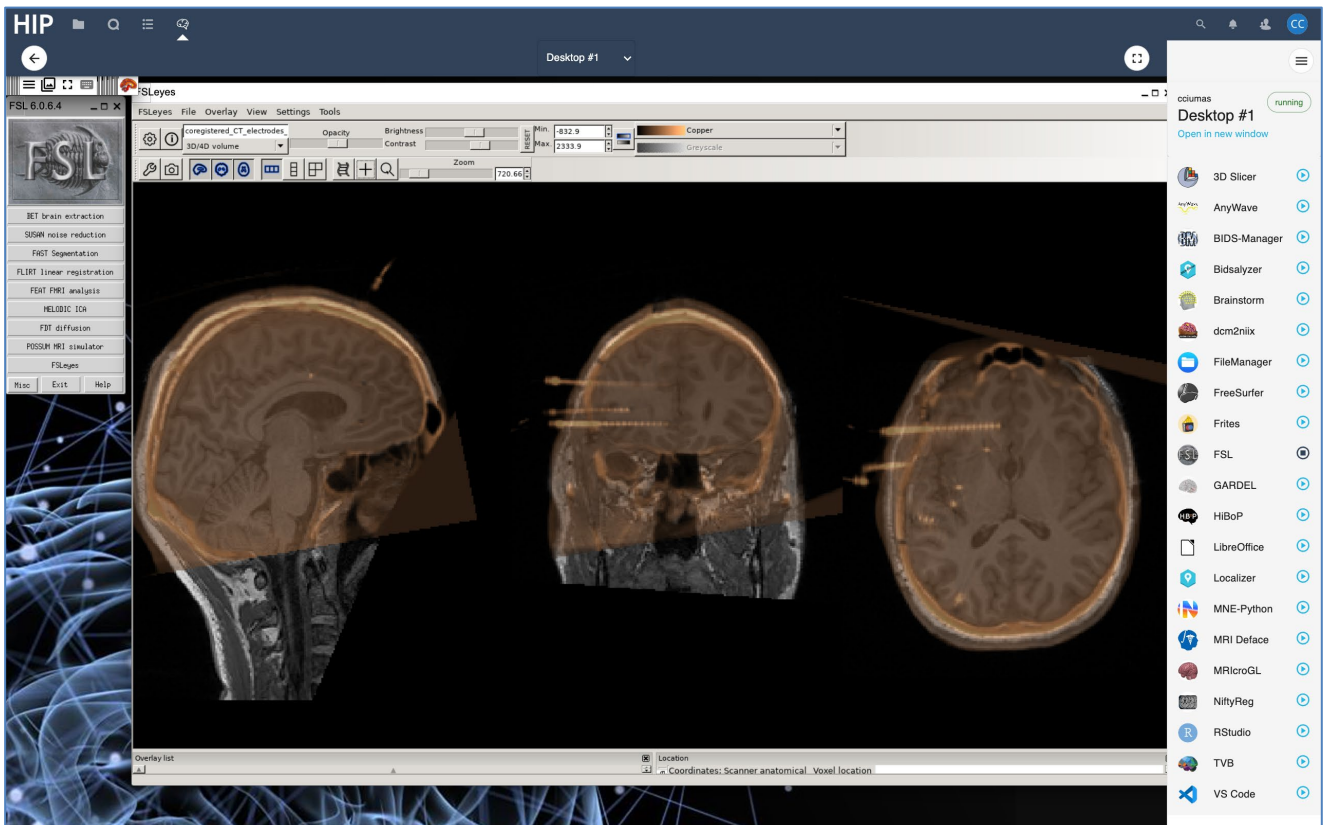 HIP
CC
Desktop #1
FSL 6.0.6.4
FSL
BET brain extraction
SUSAN noise reduction
FAST Segmentation
FLIRT linear registration
FEAT FMRI analysis
MELODIC ICA
FDT diffusion
POSSUM MRI simulator
FSLeyes
Misc Exit Help
FSLeyes
FSLeyes File Overlay View Settings Tools
coregistered_CT_electrodes_
3D/4D volume
Opacity
Brightness
Contrast
RESET
Min. -832.9
Max. 2333.9
Copper
Greyscale
Zoom
720.66
Overlay list
Location
Coordinates: Scanner anatomical Voxel location
cciumas
running
Desktop #1
Open in new window
3D Slicer
AnyWave
AnyWave
BIDS-Manager
Bidsalyzer
Brainstorm
dcm2niix
FileManager
FreeSurfer
Frites
FSL
FSL
GARDEL
HBP
HiBoP
LibreOffice
Localizer
MNE-Python
MRI Deface
MRIcroGL
NiftyReg
R
RStudio
TVB
VS Code